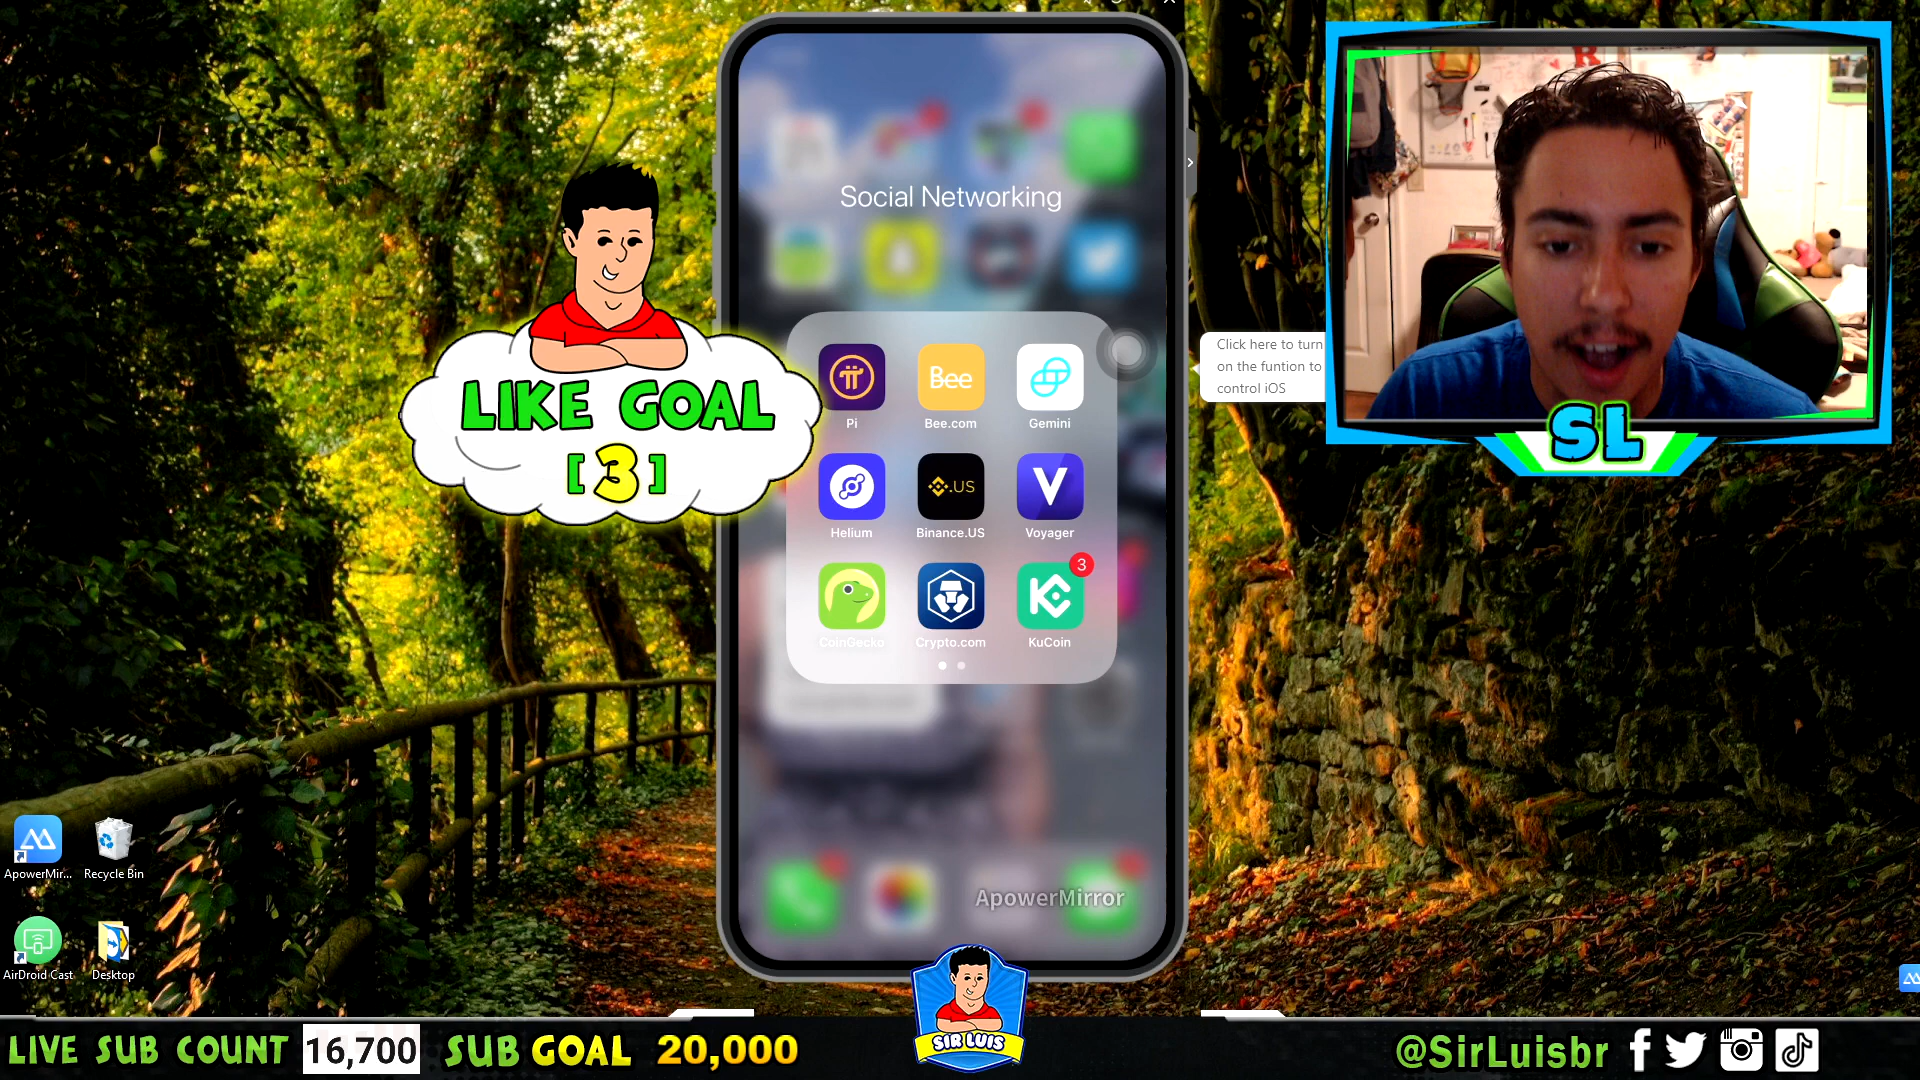 Social Networking
LIKE GOAL
[3]
Pi
Bee
Bee.com
Gemini
Helium
.US
Binance.US
V
Voyager
3
CoinGecko
Crypto.com
KuCoin
ApowerMirror
Click here to turn
on the funtion to
control iOS
SL
ApowerMir...
Recycle Bin
AirDroid Cast
Desktop
SIR LUIS
LIVE SUB COUNT 16,700 SUB GOAL 20,000
@SirLuisbr